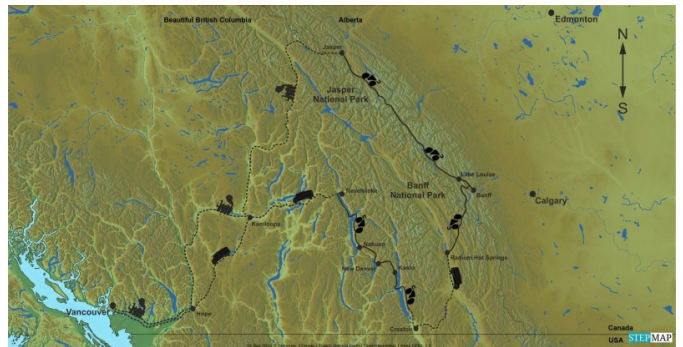 Beautiful British Columbia
Alberta
Edmonton
N
S
Jasper
Jasper
National Park
Lake Louise
Banff
National Park
Banff
Calgary
Revelstoke
Kamloops
Nakusp
New Denver
Kaslo
Radium Hot Springs
Vancouver
Hope
Creston
Canada
USA
STEPMAP